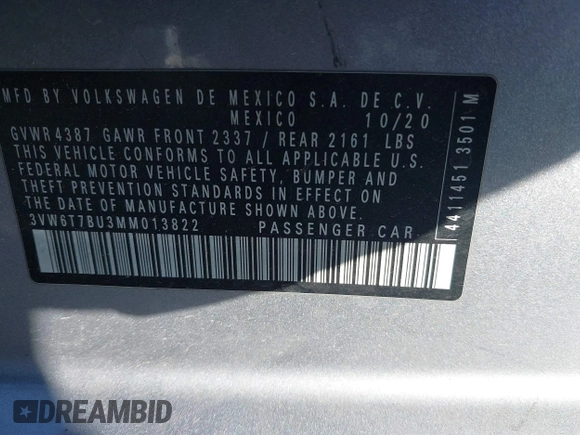 MFD BY VOLKSWAGEN DE MEXICO S.A. DE C.V.
MEXICO 10/20
GVWR 4387 GAWR FRONT 2337 / REAR 2161 LBS
THIS VEHICLE CONFORMS TO ALL APPLICABLE U.S.
FEDERAL MOTOR VEHICLE SAFETY, BUMPER AND
THEFT PREVENTION STANDARDS IN EFFECT ON
THE DATE OF MANUFACTURE SHOWN ABOVE.
3VW6T7BU3MM013822 PASSENGER CAR
4411451 3501 M
DREAMBID